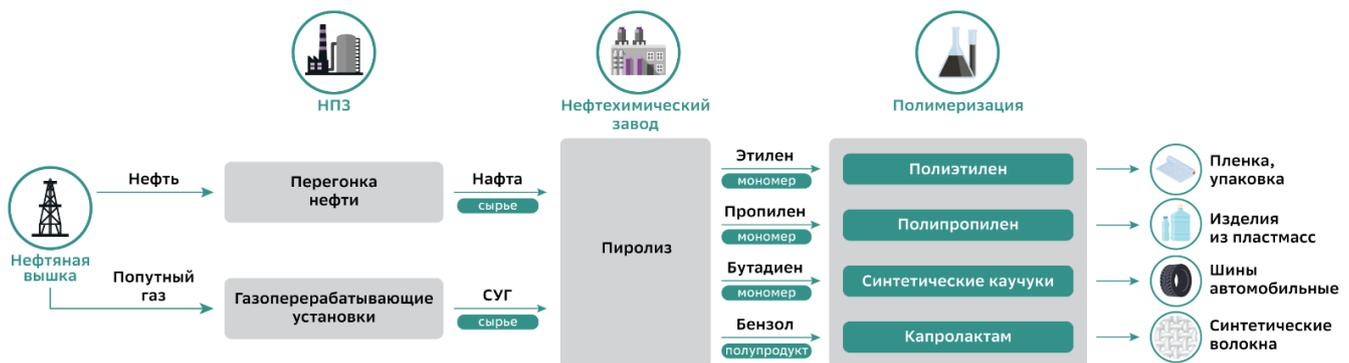 НПЗ
Нефтехимический
завод
Полимеризация
Нефтяная
вышка
Нефть
Попутный
газ
Перегонка
нефти
Газоперерабатывающие
установки
Нафта
сырье
СУГ
сырье
Пиролиз
Этилен
мономер
Пропилен
мономер
Бутадиен
мономер
Бензол
полупродукт
Полиэтилен
Полипропилен
Синтетические каучуки
Капролактам
Пленка,
упаковка
Изделия
из пластмасс
Шины
автомобильные
Синтетические
волокна